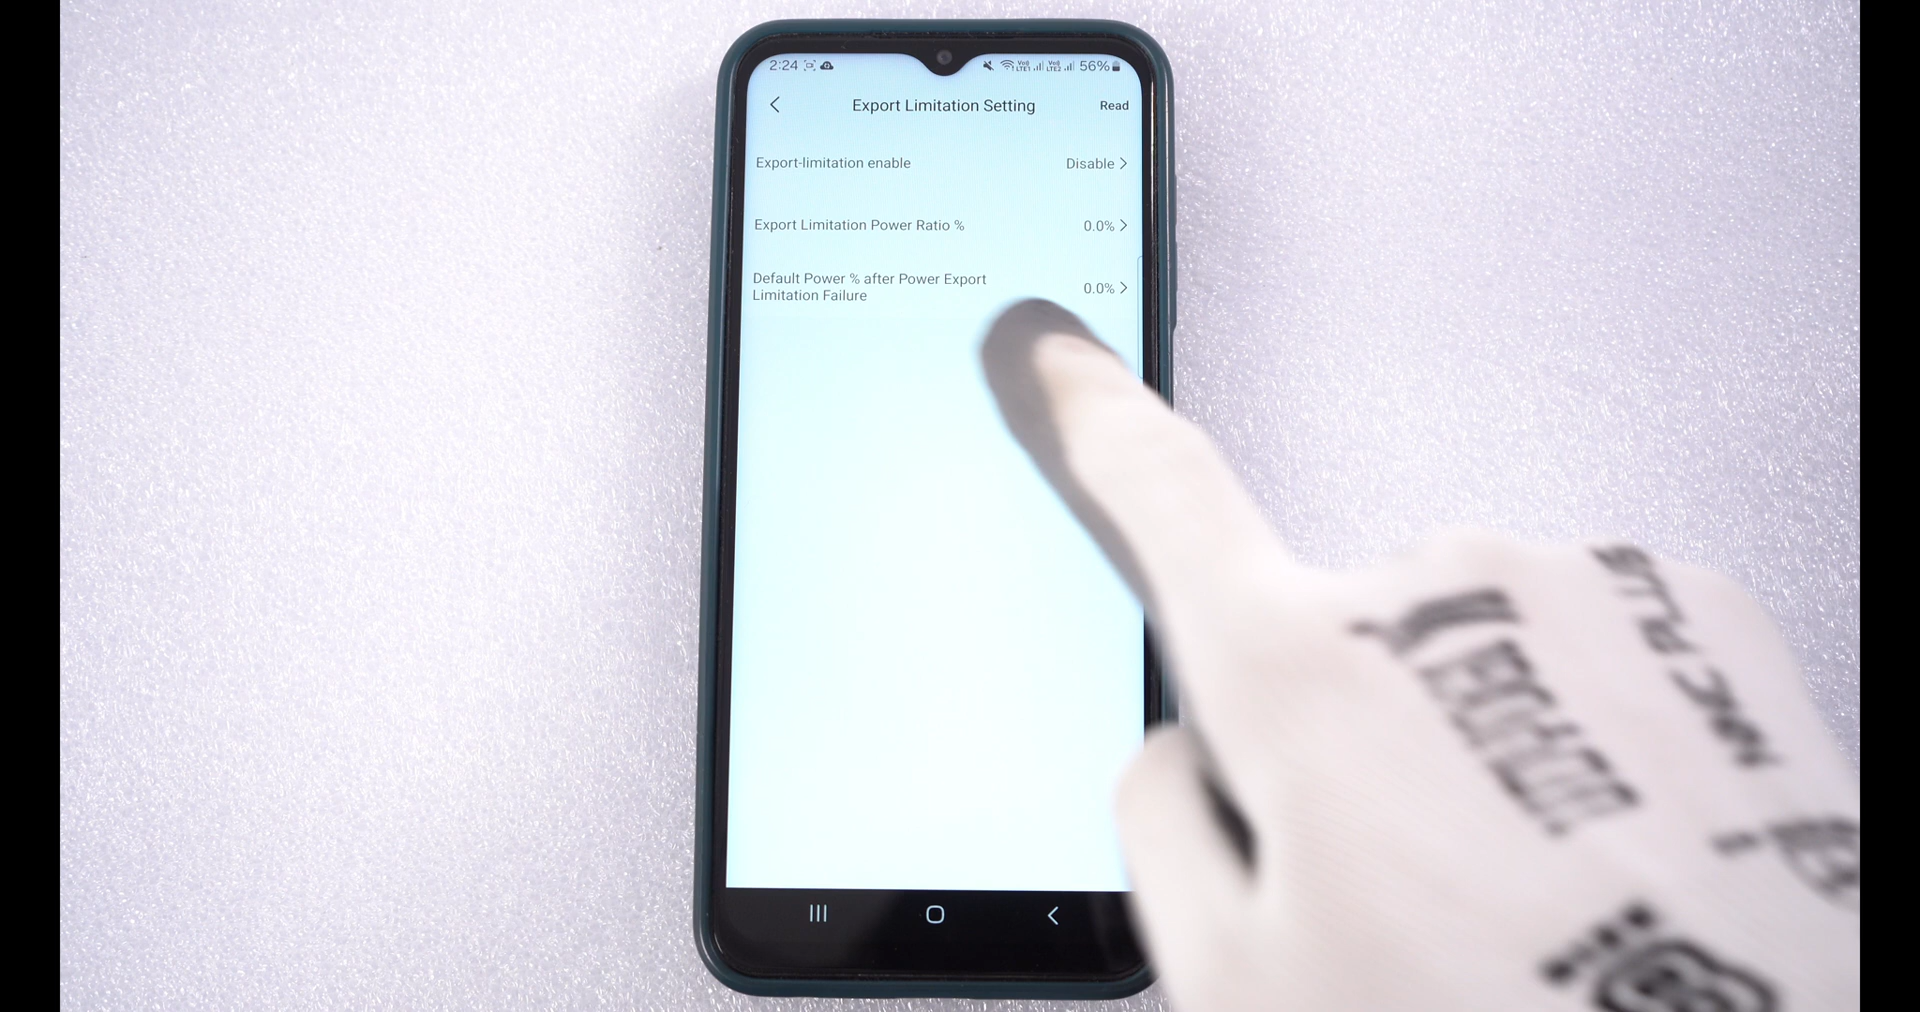 2:24 56%
Export Limitation Setting Read
Export-limitation enable Disable
Export Limitation Power Ratio % 0.0%
Default Power % after Power Export
Limitation Failure 0.0%